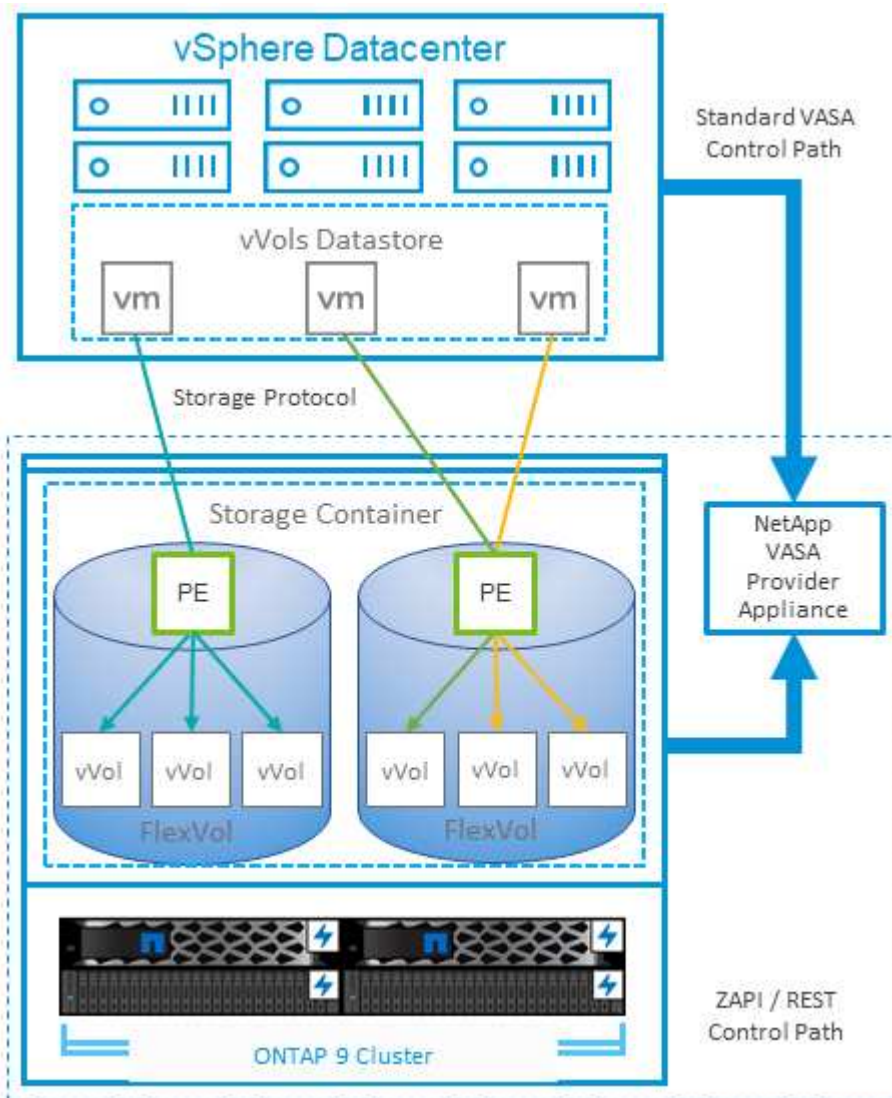 vSphere Datacenter
Standard VASA
Control Path
vVols Datastore
vm
vm
vm
Storage Protocol
Storage Container
NetApp
VASA
Provider
Appliance
PE
PE
vVol
vVol
vVol
vVol
vVol
vVol
FlexVol
FlexVol
ZAPI / REST
Control Path
ONTAP 9 Cluster